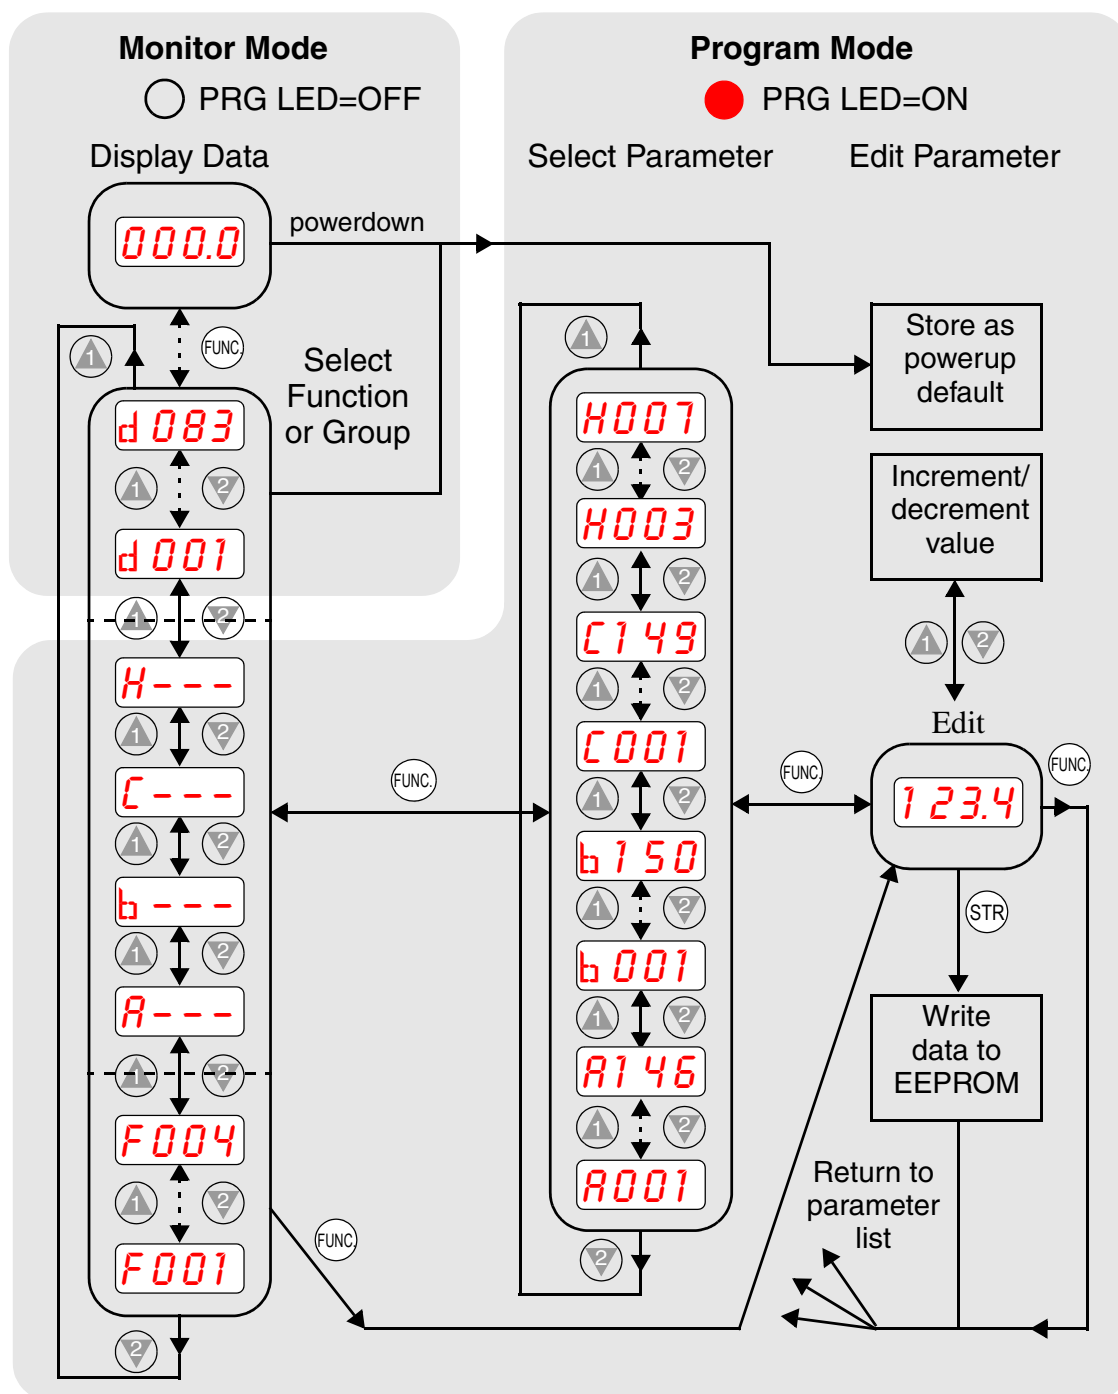 Monitor Mode
PRG LED=OFF
Display Data
000.0
powerdown
1
FUNC.
Select
Function
or Group
d083
1 2
d001
1 2
H---
1 2
C---
1 2
b---
1 2
A---
1 2
F004
1 2
F001
2
FUNC.
FUNC.
Program Mode
PRG LED=ON
Select Parameter
Edit Parameter
1
H007
1 2
H003
1 2
C149
1 2
C001
1 2
b150
1 2
b001
1 2
A146
1 2
A001
2
FUNC.
Store as
powerup
default
Increment/
decrement
value
1 2
Edit
123.4
FUNC.
STR
Write
data to
EEPROM
Return to
parameter
list